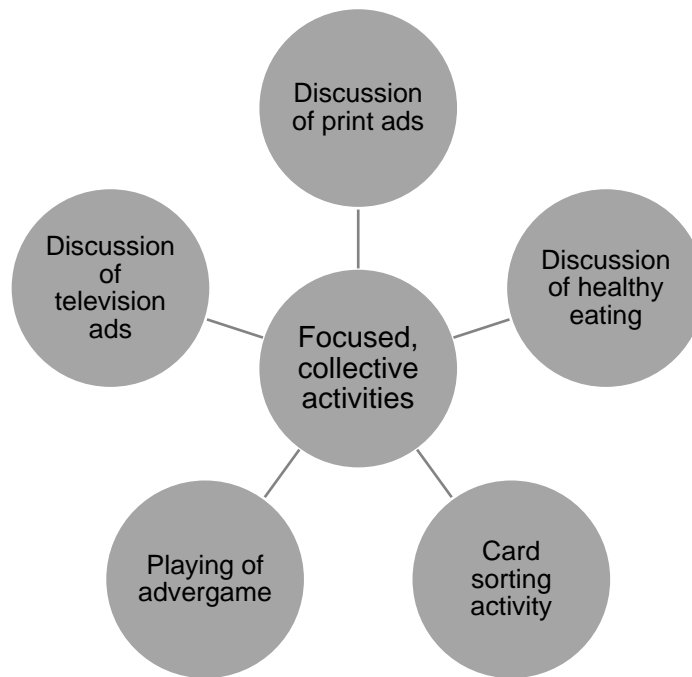 Discussion
of print ads
Discussion
of healthy
eating
Card
sorting
activity
Playing of
advergame
Discussion
of
television
ads
Focused,
collective
activities